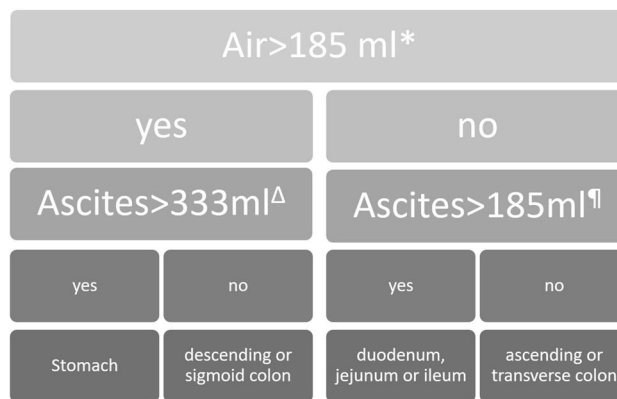 Air>185 ml*
yes
no
Ascites>333ml^Δ
Ascites>185ml^¶
yes
no
yes
no
Stomach
descending or
sigmoid colon
duodenum,
jejunum or ileum
ascending or
transverse colon